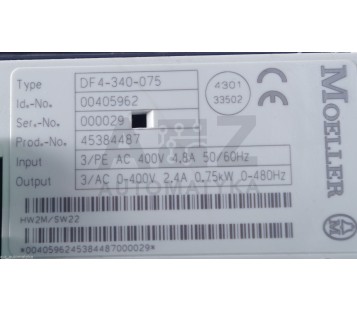 Type DF4-340-075
Id.-No. 00405962
Ser.-No. 000029
Prod.-No. 45384487
Input 3/PE AC 400V 4,8A 50/60Hz
Output 3/AC 0-400V 2,4A 0,75kW 0-480Hz
HW2M/SW22
*0040596245384487000029*
4301
33502
CE
MOELLER
M
AUTOMATYKA